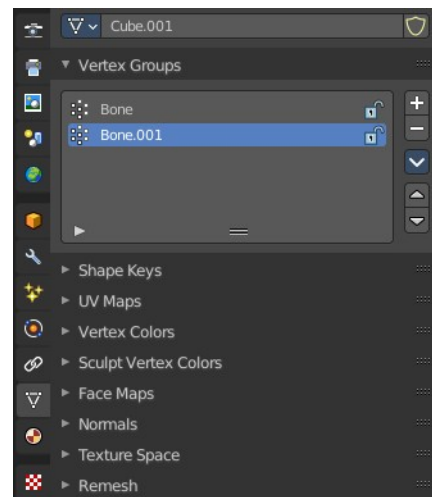 Cube.001
Vertex Groups
Bone
Bone.001
Shape Keys
UV Maps
Vertex Colors
Sculpt Vertex Colors
Face Maps
Normals
Texture Space
Remesh